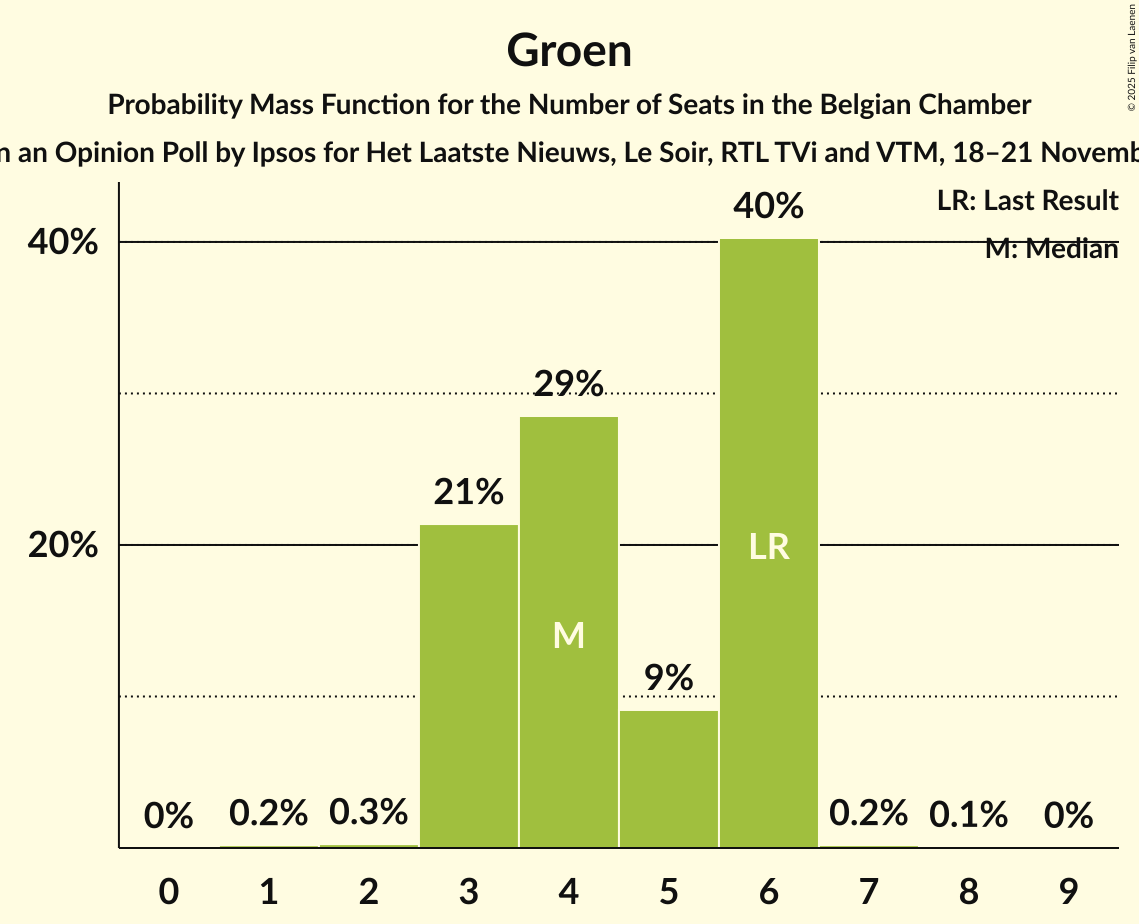 Groen
Probability Mass Function for the Number of Seats in the Belgian Chamber
an Opinion Poll by Ipsos for Het Laatste Nieuws, Le Soir, RTL TVi and VTM, 18–21
LR: Last Result
M: Median
40%
20%
0%
0.2%
0.3%
21%
29%
9%
40%
0.2%
0.1%
0%
M
LR
0 1 2 3 4 5 6 7 8 9
© 2025 Filip van Laenen